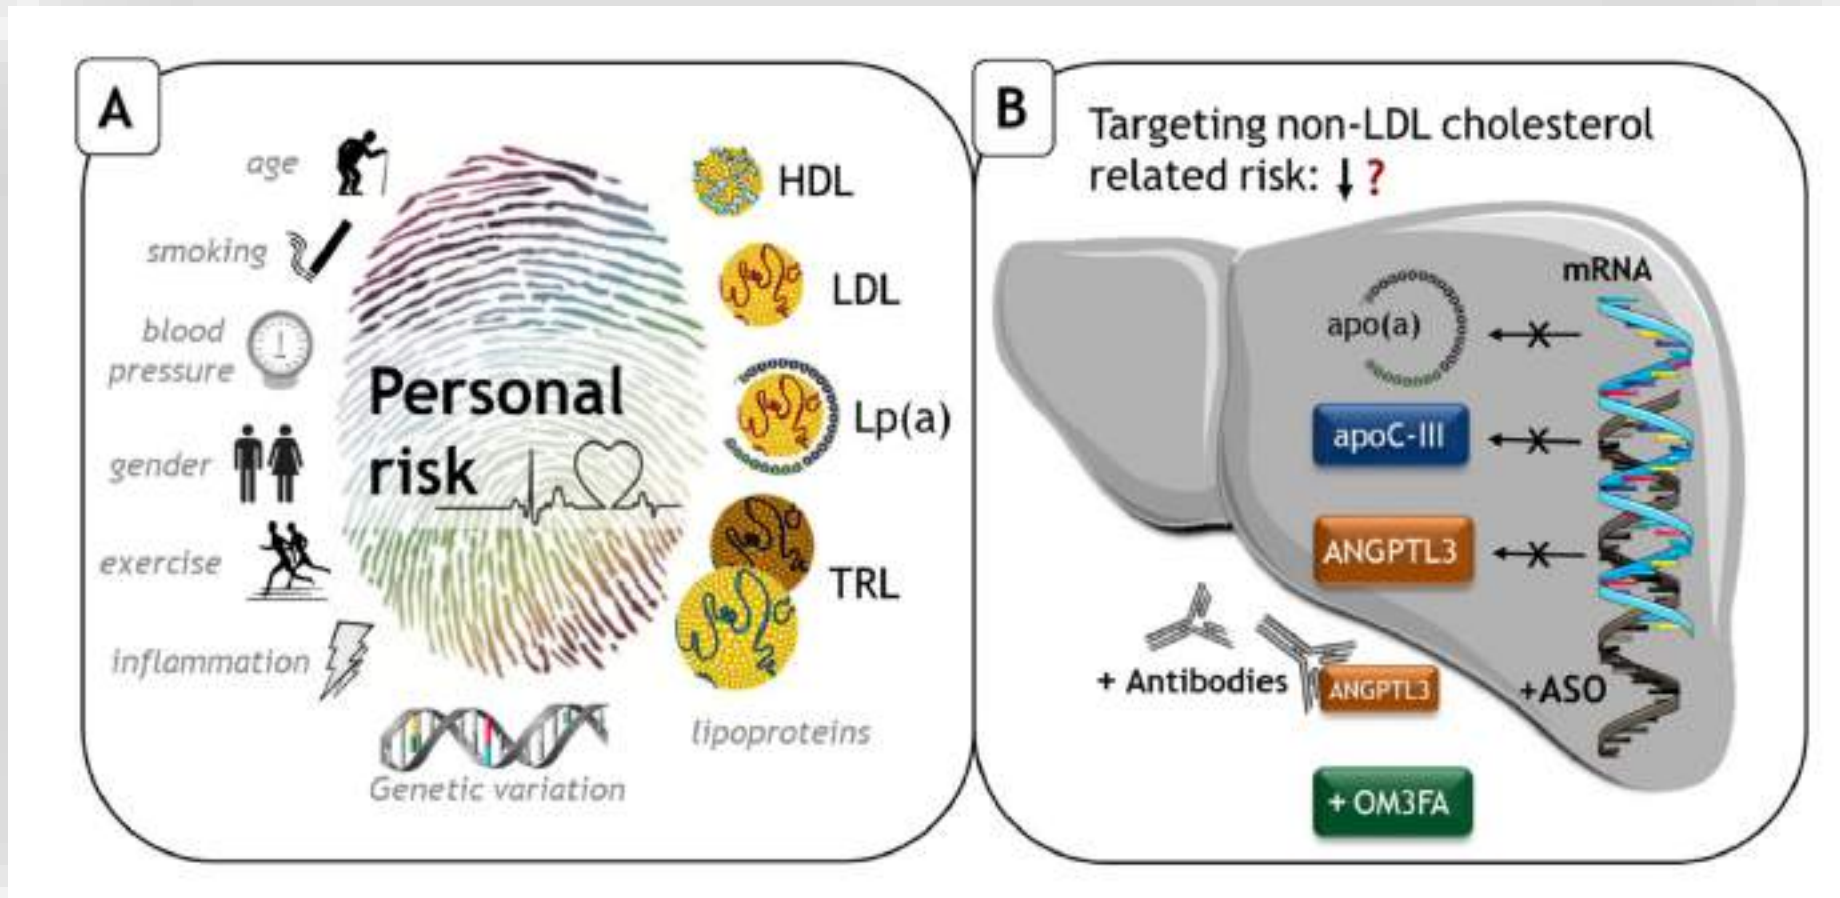 A
age
smoking
blood
pressure
gender
exercise
inflammation
Genetic variation
Personal
risk
HDL
LDL
Lp(a)
TRL
lipoproteins
B
Targeting non-LDL cholesterol
related risk: ↓ ?
mRNA
apo(a)
apoC-III
ANGPTL3
+ Antibodies
ANGPTL3
+ASO
+ OM3FA